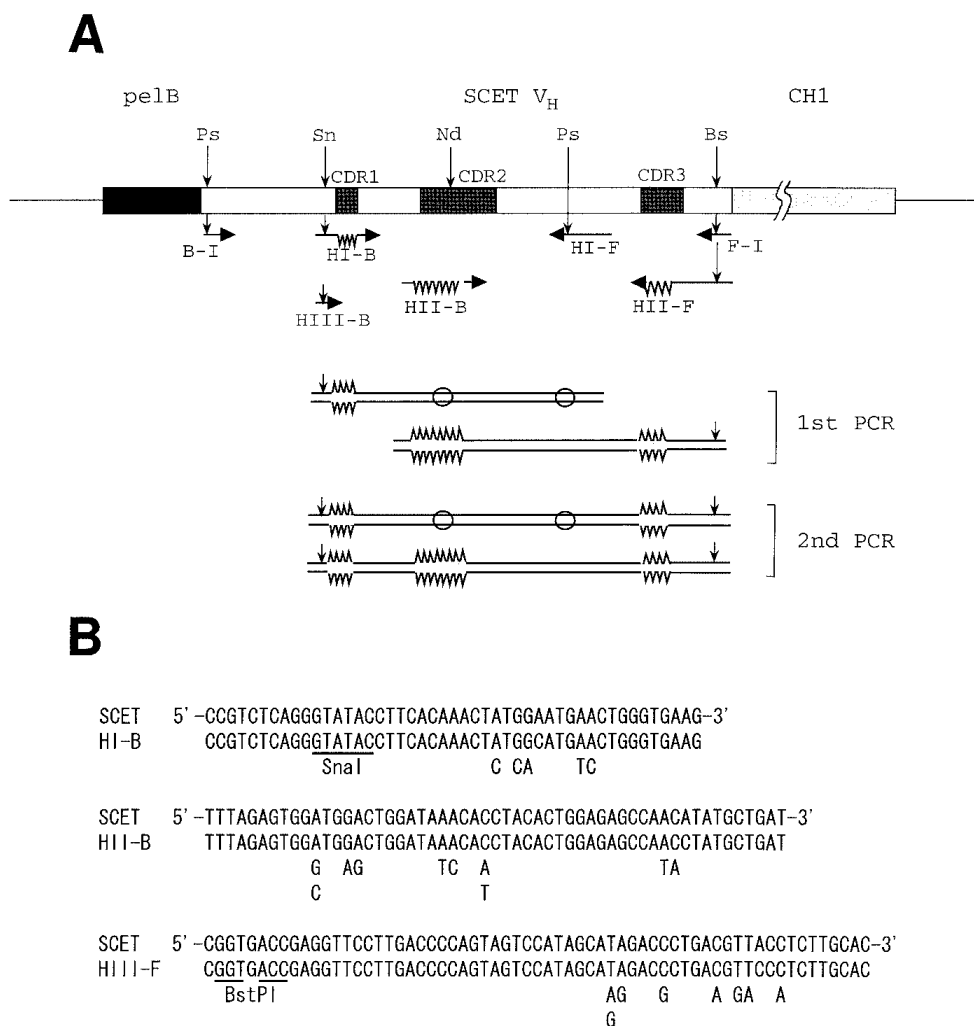 A
pelB SCET VH CH1
Ps Sn Nd Ps Bs
CDR1 CDR2 CDR3
B-I HI-B HI-F F-I
HIII-B HII-B HII-F
1st PCR
2nd PCR
B
SCET 5'-CCGTCTCAGGGTATACCTTCACAAACTATGGAATGAACTGGGTGAAG-3'
HI-B CCGTCTCAGGGTATACCTTCACAAACTATGGCATGAACTGGGTGAAG
SnaI C CA TC
SCET 5'-TTTAGAGTGGATGGACTGGATAAACACCTACACTGGAGAGCCAACATATGCTGAT-3'
HII-B TTTAGAGTGGATGGACTGGATAAACACCTACACTGGAGAGCCAACCTATGCTGAT
G AG TC A TA
C T
SCET 5'-CGGTGACCGAGGTTCCTTGACCCCAGTAGTCCATAGCATAGACCCTGACGTTACCTCTTGCAC-3'
HIII-F CGGTGACCGAGGTTCCTTGACCCCAGTAGTCCATAGCATAGACCCTGACGTTCCCTCTTGCAC
BstPI AG G A GA A
G